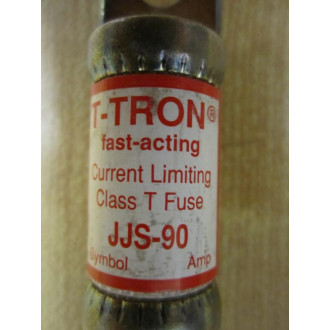 T-TRON®
fast-acting
Current Limiting
Class T Fuse
JJS-90
Symbol Amp